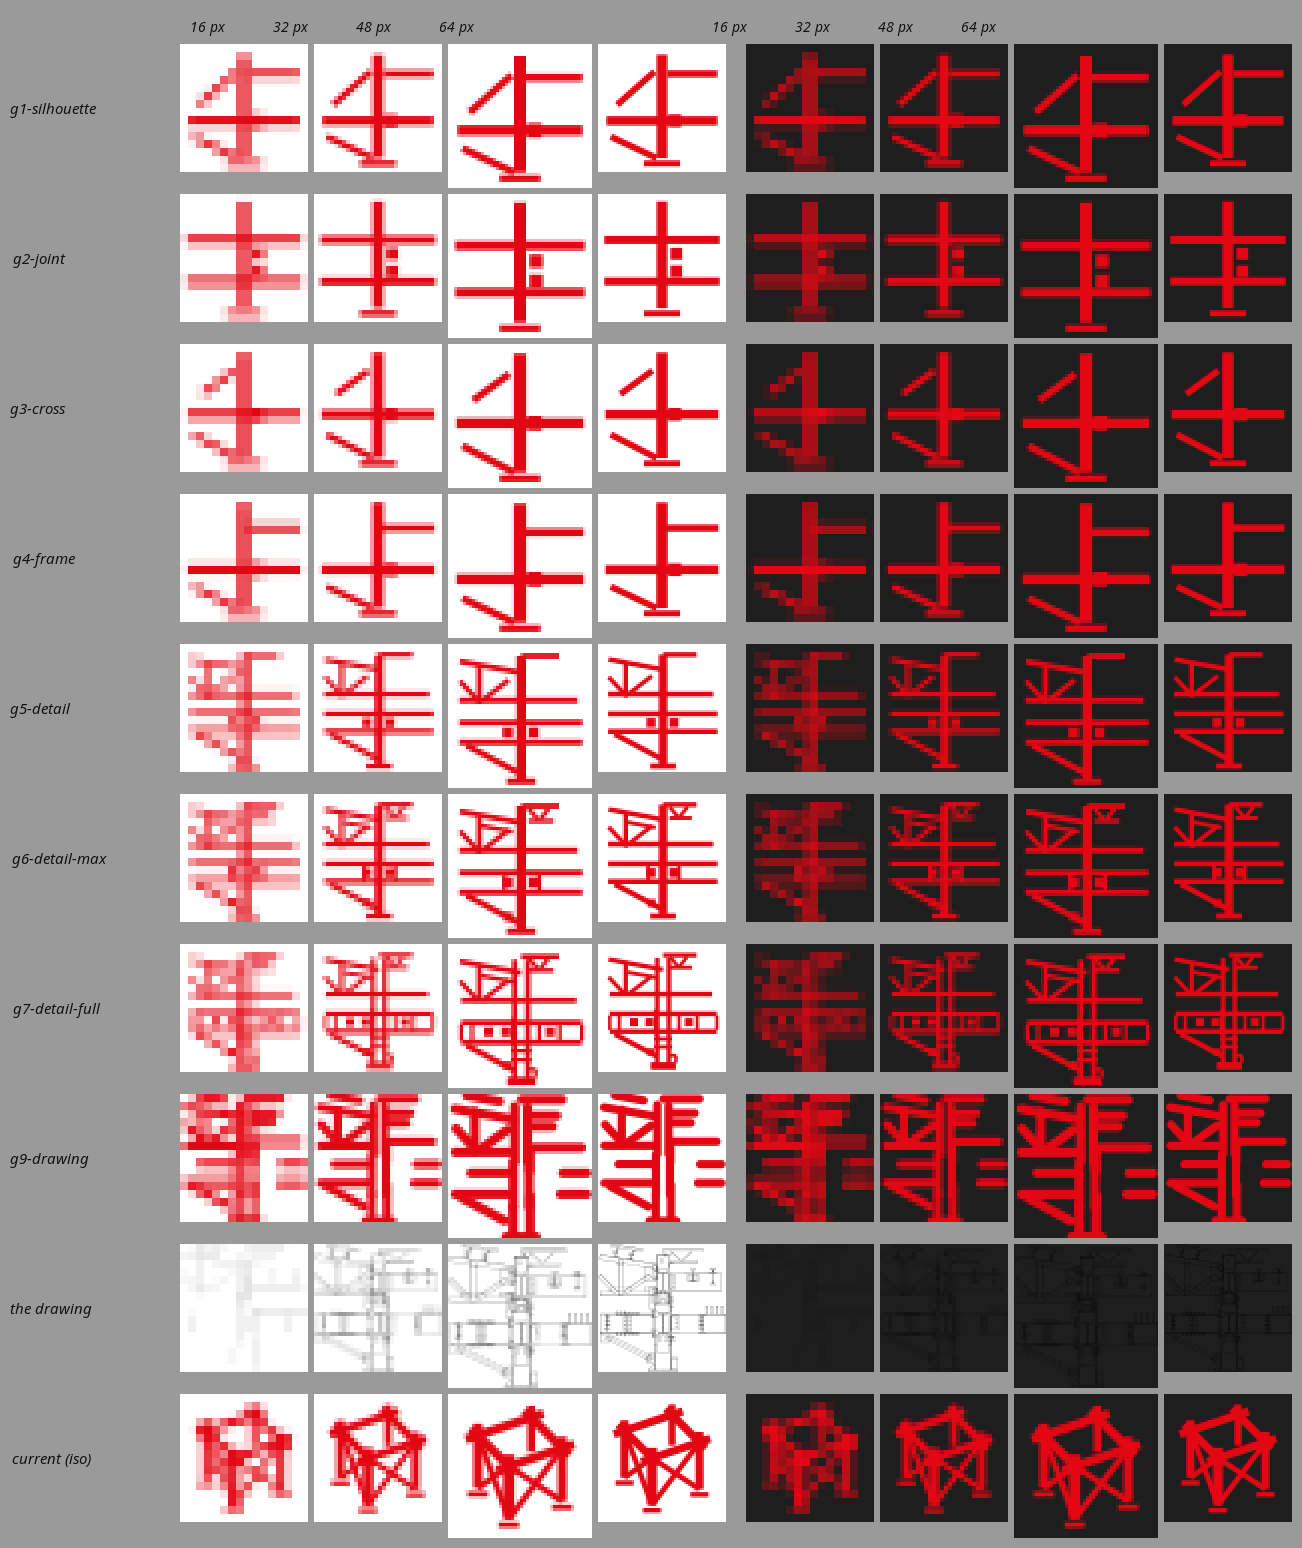 16 px 32 px 48 px 64 px 16 px 32 px 48 px 64 px
g1-silhouette
g2-joint
g3-cross
g4-frame
g5-detail
g6-detail-max
g7-detail-full
g9-drawing
the drawing
current (iso)